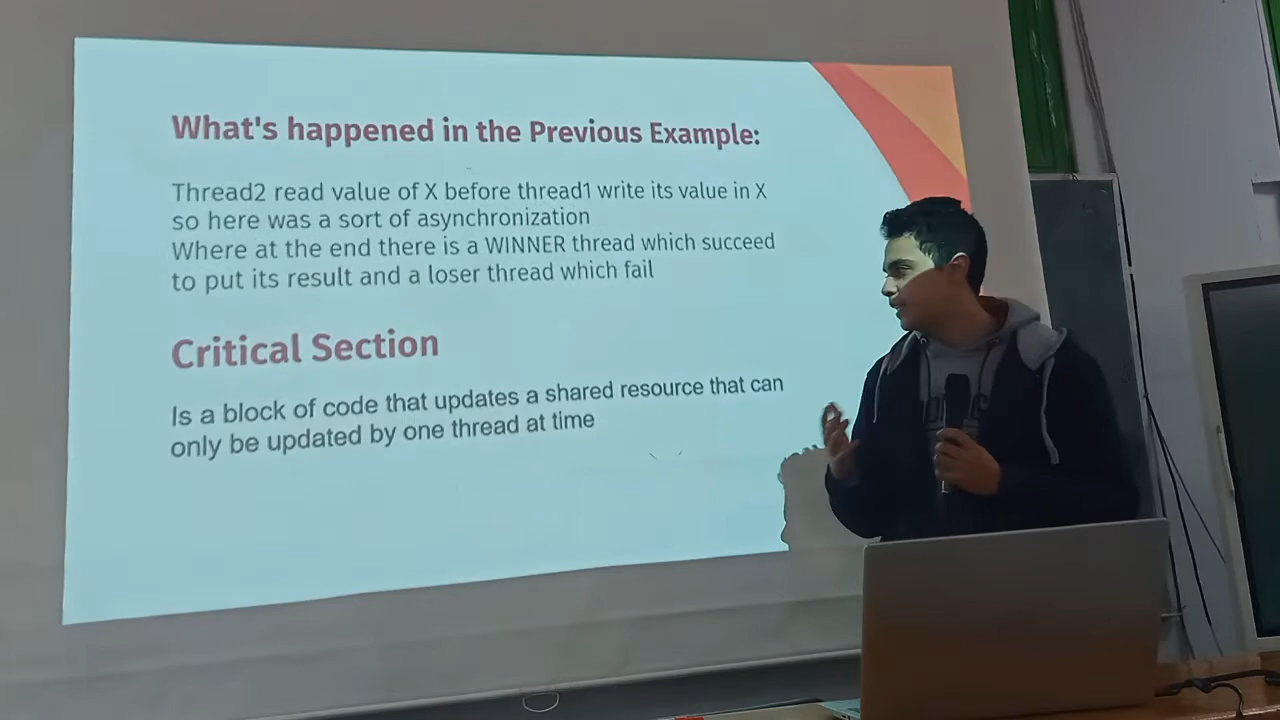 What's happened in the Previous Example:
Thread2 read value of X before thread1 write its value in X
so here was a sort of asynchronization
Where at the end there is a WINNER thread which succeed
to put its result and a loser thread which fail
Critical Section
Is a block of code that updates a shared resource that can
only be updated by one thread at time